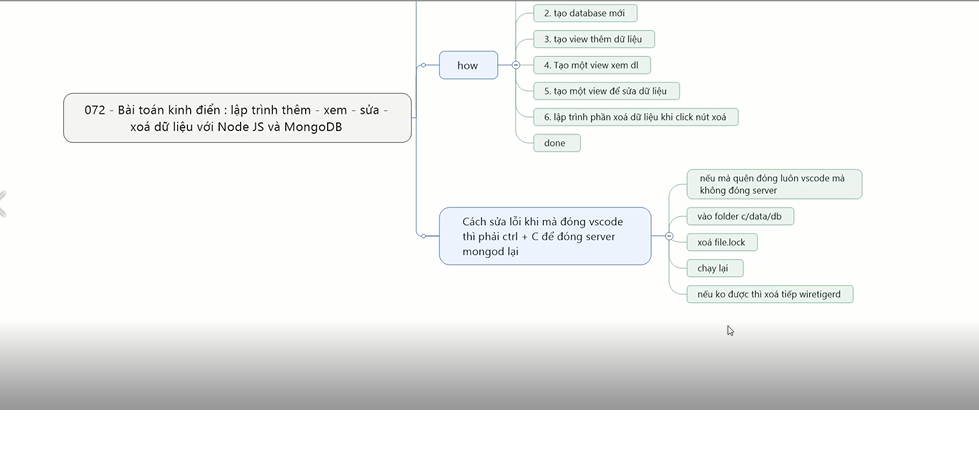 072 - Bài toán kinh điển : lập trình thêm - xem - sửa -
xoá dữ liệu với Node JS và MongoDB
how
2. tạo database mới
3. tạo view thêm dữ liệu
4. Tạo một view xem dl
5. tạo một view để sửa dữ liệu
6. lập trình phần xoá dữ liệu khi click nút xoá
done
Cách sửa lỗi khi mà đóng vscode
thì phải ctrl + C để đóng server
mongod lại
nếu mà quên đóng luôn vscode mà
không đóng server
vào folder c/data/db
xoá file.lock
chạy lại
nếu ko được thì xoá tiếp wiretigerd